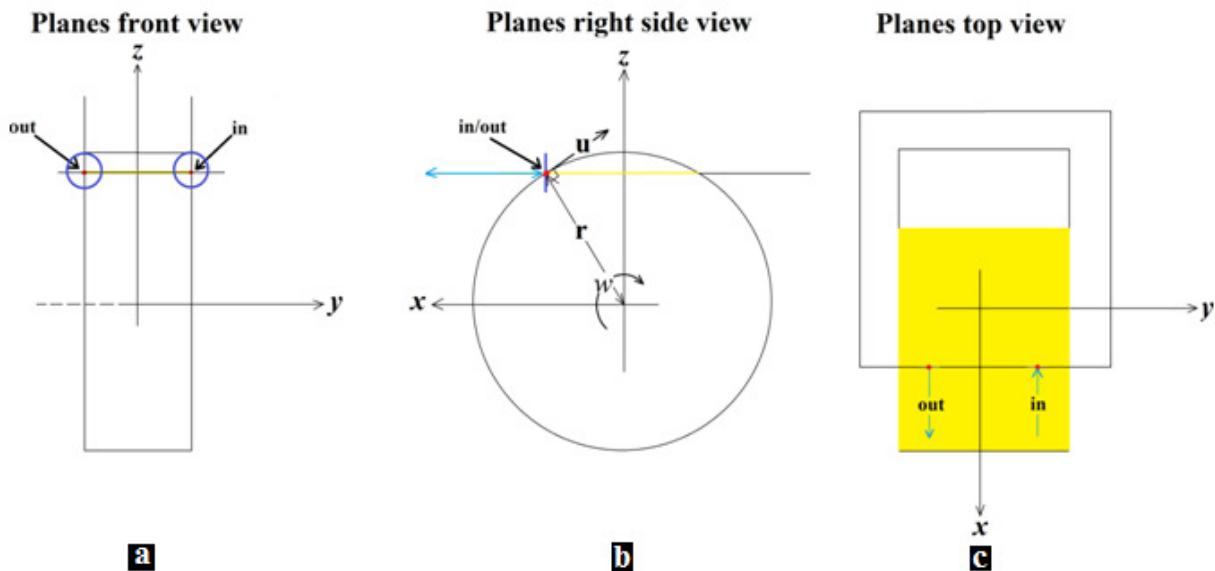 Planes front view
z
out
in
y
a
Planes right side view
z
in/out
u
r
w
x
b
Planes top view
y
out
in
x
c